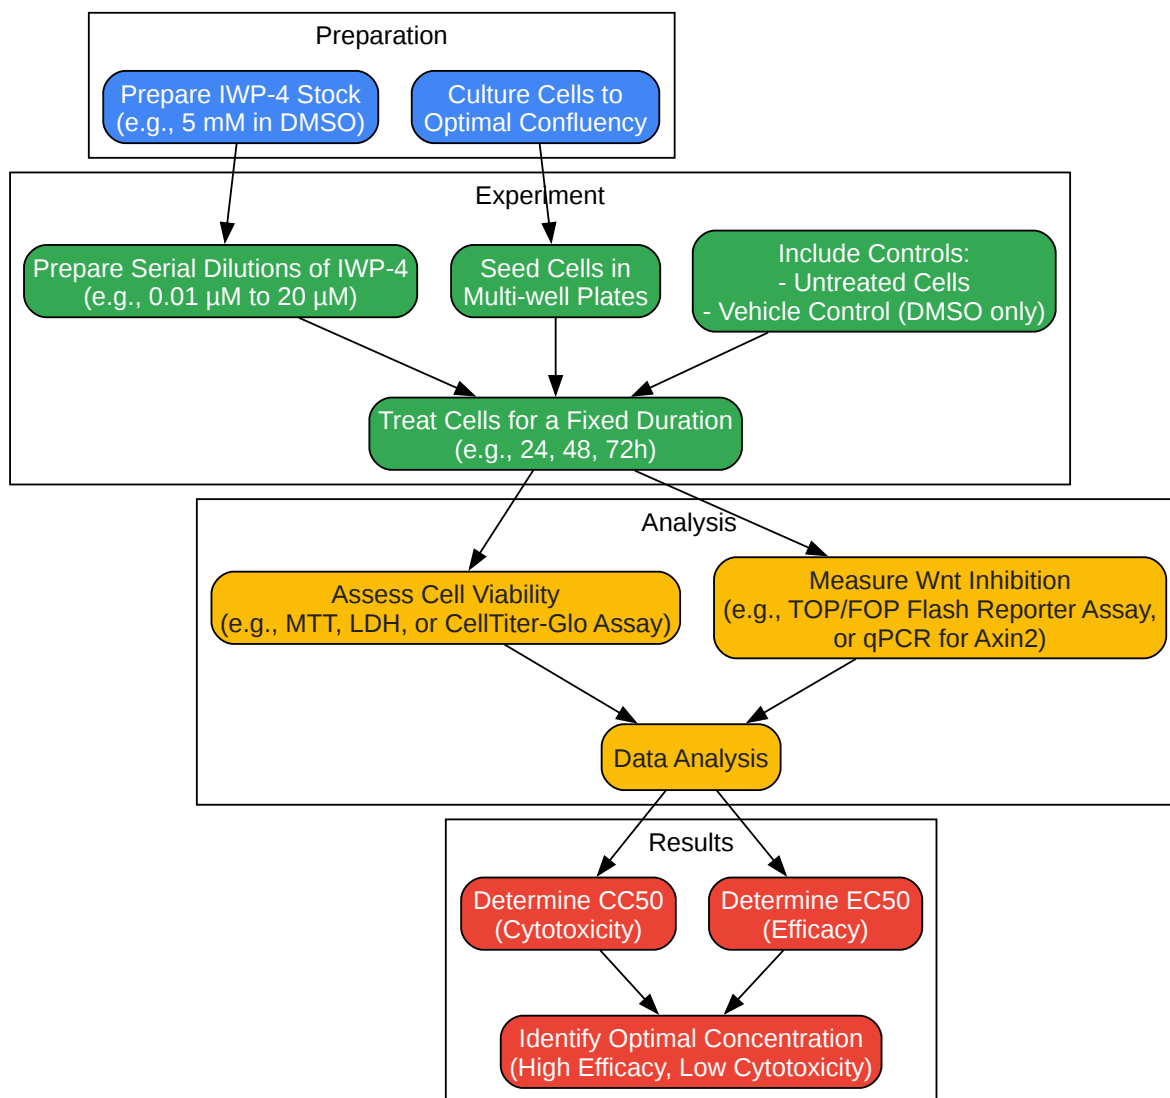 Preparation
Prepare IWP-4 Stock
(e.g., 5 mM in DMSO)
Culture Cells to
Optimal Confluency
Experiment
Prepare Serial Dilutions of IWP-4
(e.g., 0.01 µM to 20 µM)
Seed Cells in
Multi-well Plates
Include Controls:
- Untreated Cells
- Vehicle Control (DMSO only)
Treat Cells for a Fixed Duration
(e.g., 24, 48, 72h)
Analysis
Assess Cell Viability
(e.g., MTT, LDH, or CellTiter-Glo Assay)
Measure Wnt Inhibition
(e.g., TOP/FOP Flash Reporter Assay,
or qPCR for Axin2)
Data Analysis
Results
Determine CC50
(Cytotoxicity)
Determine EC50
(Efficacy)
Identify Optimal Concentration
(High Efficacy, Low Cytotoxicity)